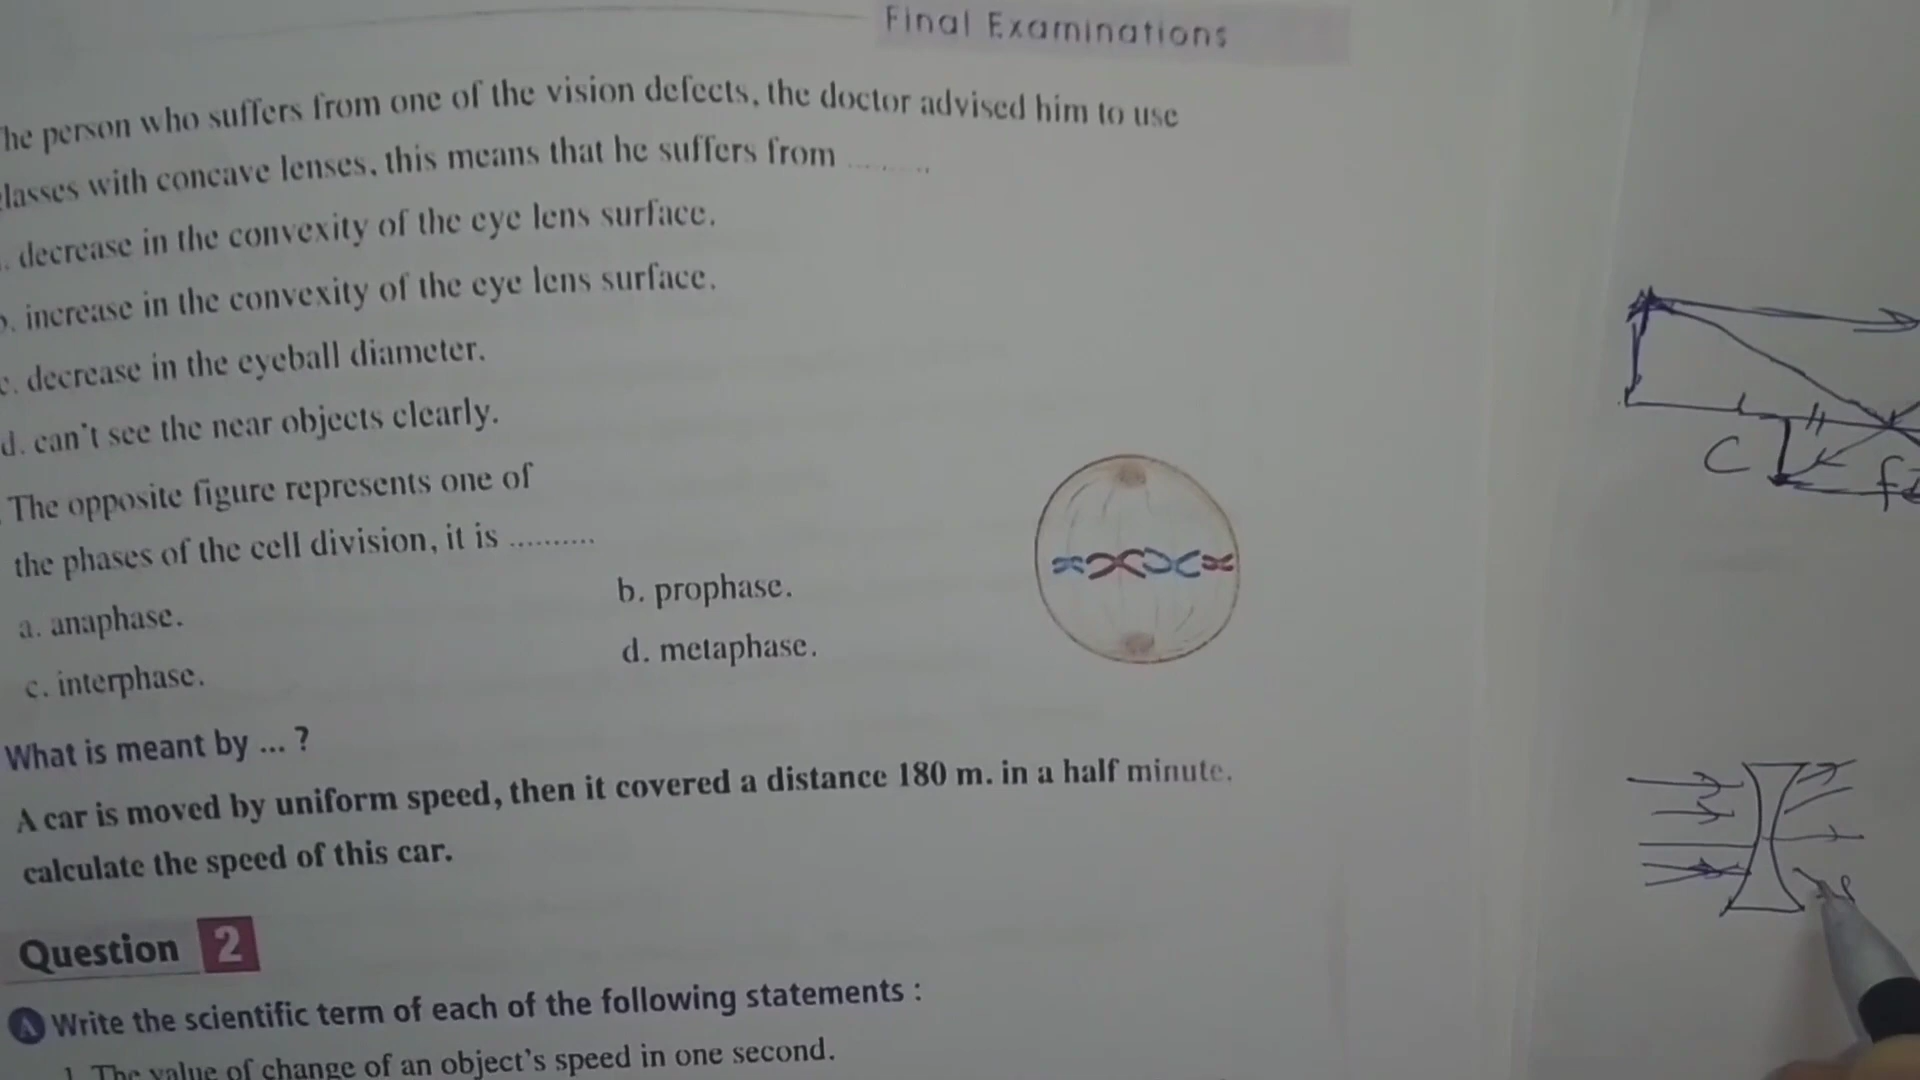 Final Examinations
he person who suffers from one of the vision defects, the doctor advised him to use
lasses with concave lenses, this means that he suffers from .........
. decrease in the convexity of the eye lens surface.
b. increase in the convexity of the eye lens surface.
c. decrease in the eyeball diameter.
d. can't see the near objects clearly.
The opposite figure represents one of
the phases of the cell division, it is ..........
a. anaphase.
b. prophase.
c. interphase.
d. metaphase.
What is meant by ... ?
A car is moved by uniform speed, then it covered a distance 180 m. in a half minute.
calculate the speed of this car.
Question 2
A Write the scientific term of each of the following statements :
1. The value of change of an object's speed in one second.
C
f